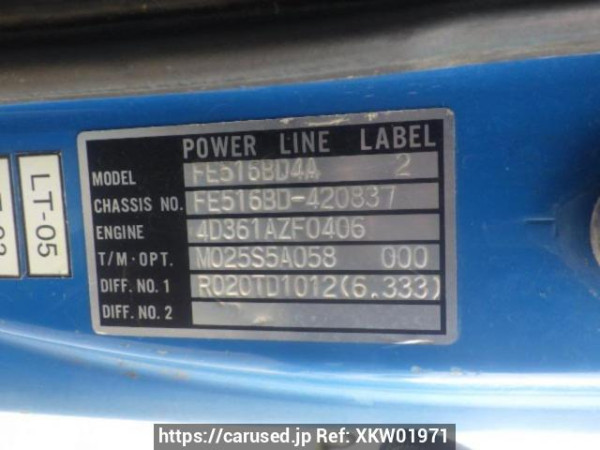 POWER LINE LABEL
MODEL FE516BD4A 2
CHASSIS NO. FE516BD-420837
ENGINE 4D361AZF0406
T/M·OPT. M025S5A058 000
DIFF. NO. 1 R020TD1012(6.333)
DIFF. NO. 2
LT-05
https://carused.jp Ref: XKW01971